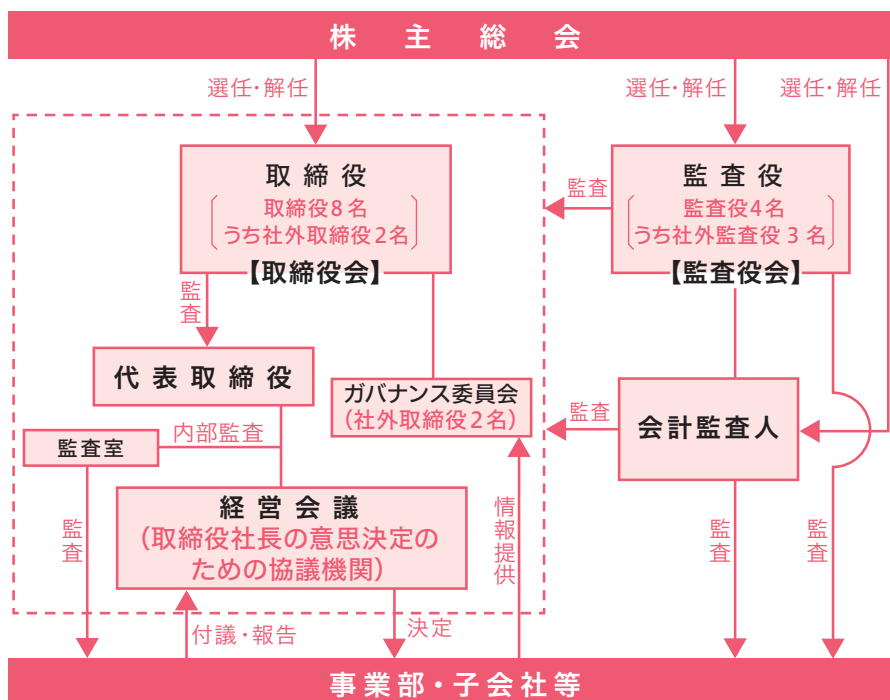 株主総会
選任・解任
選任・解任
選任・解任
取締役
取締役8名
うち社外取締役2名
【取締役会】
監査
監査役
監査役4名
うち社外監査役3名
【監査役会】
監査
代表取締役
ガバナンス委員会
(社外取締役2名)
監査
会計監査人
監査室
内部監査
経営会議
(取締役社長の意思決定の
ための協議機関)
監査
情報提供
監査
監査
付議・報告
決定
事業部・子会社等